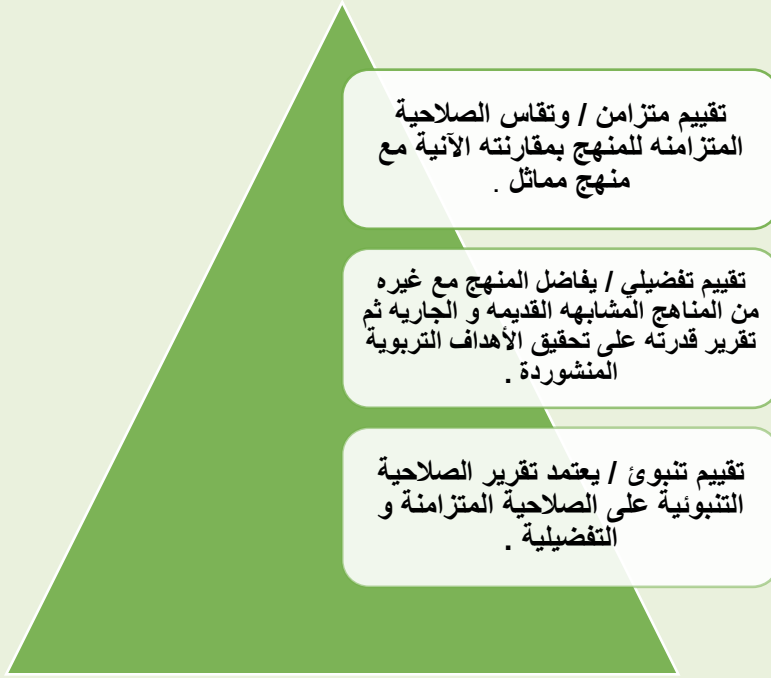 تقييم متزامن / وتقاس الصلاحية
المتزامنه للمنهج بمقارنته الآنية مع
منهج مماثل .
تقييم تفضيلي / يفاضل المنهج مع غيره
من المناهج المشابهه القديمه و الجاريه ثم
تقرير قدرته على تحقيق الأهداف التربوية
المنشوردة .
تقييم تنبوئ / يعتمد تقرير الصلاحية
التنبوئية على الصلاحية المتزامنة و
التفضيلية .